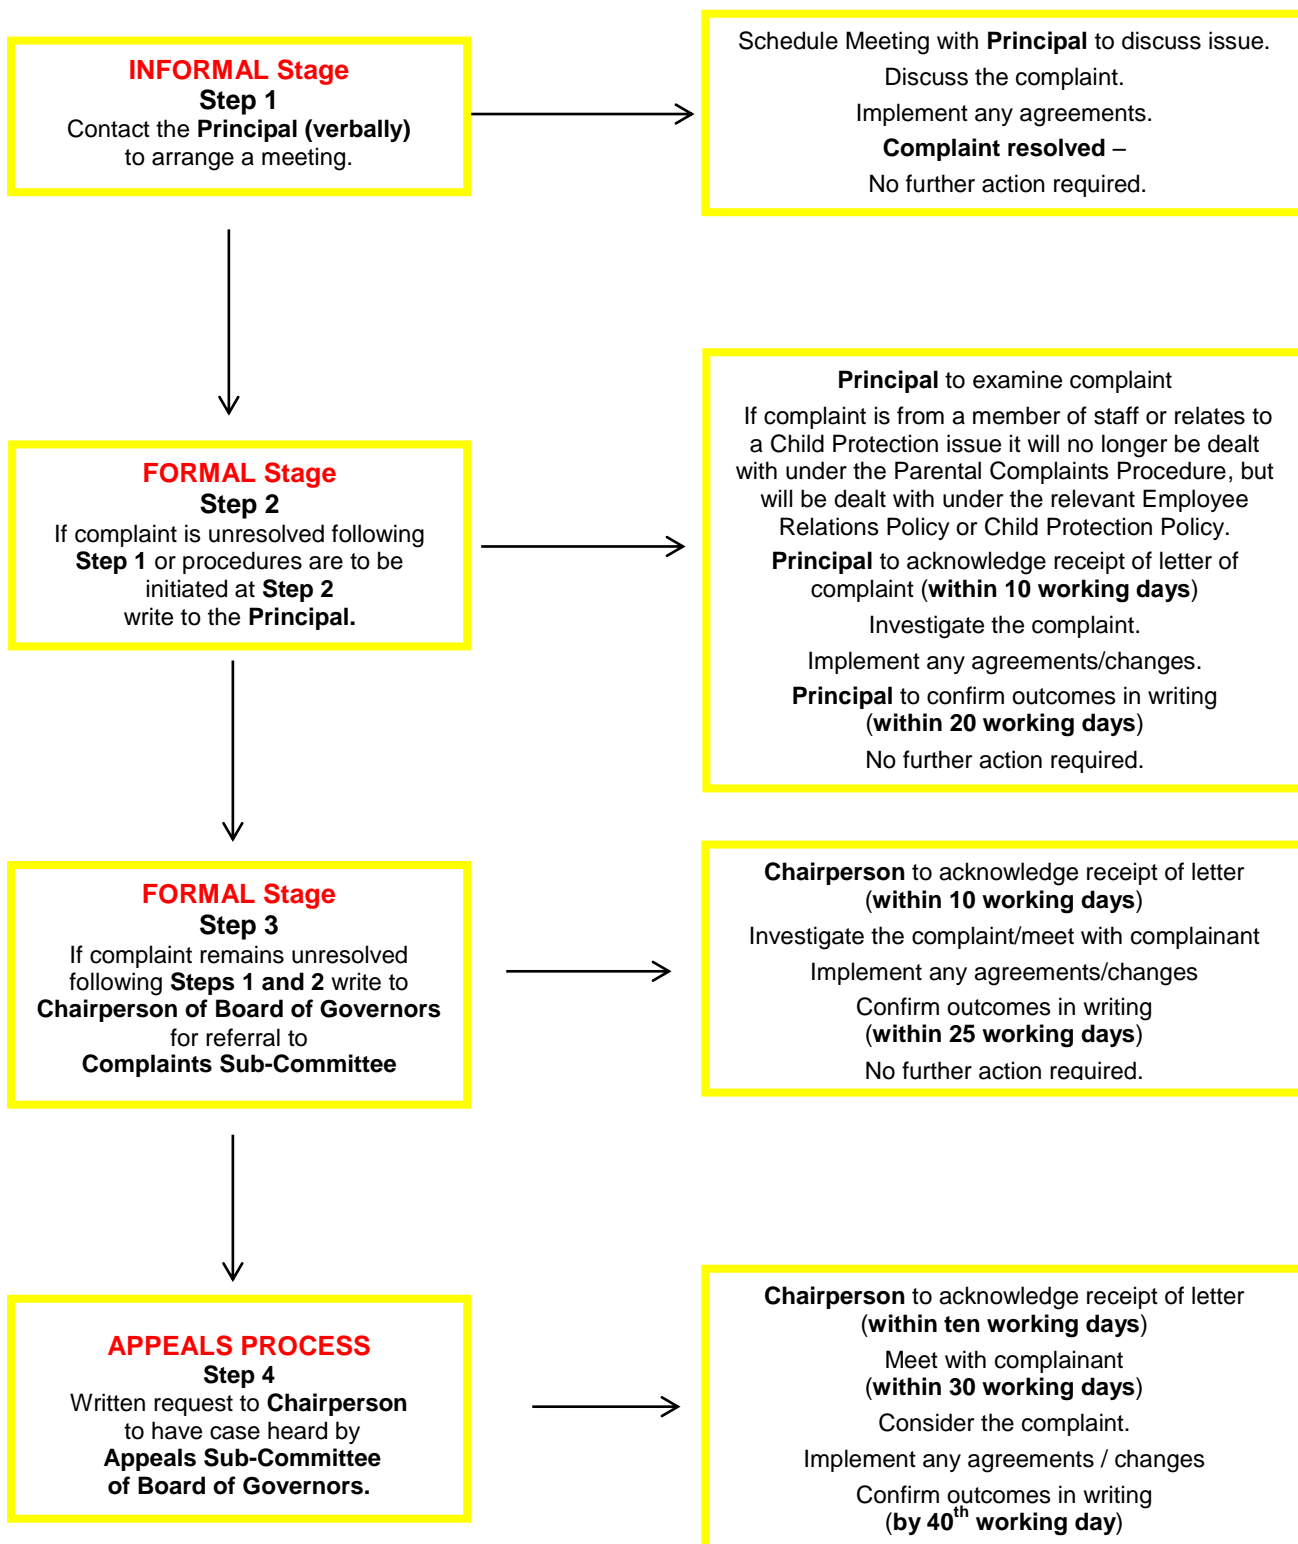 INFORMAL Stage
Step 1
Contact the Principal (verbally)
to arrange a meeting.
Schedule Meeting with Principal to discuss issue.
Discuss the complaint.
Implement any agreements.
Complaint resolved –
No further action required.
FORMAL Stage
Step 2
If complaint is unresolved following
Step 1 or procedures are to be
initiated at Step 2
write to the Principal.
Principal to examine complaint
If complaint is from a member of staff or relates to
a Child Protection issue it will no longer be dealt
with under the Parental Complaints Procedure, but
will be dealt with under the relevant Employee
Relations Policy or Child Protection Policy.
Principal to acknowledge receipt of letter of
complaint (within 10 working days)
Investigate the complaint.
Implement any agreements/changes.
Principal to confirm outcomes in writing
(within 20 working days)
No further action required.
FORMAL Stage
Step 3
If complaint remains unresolved
following Steps 1 and 2 write to
Chairperson of Board of Governors
for referral to
Complaints Sub-Committee
Chairperson to acknowledge receipt of letter
(within 10 working days)
Investigate the complaint/meet with complainant
Implement any agreements/changes
Confirm outcomes in writing
(within 25 working days)
No further action required.
APPEALS PROCESS
Step 4
Written request to Chairperson
to have case heard by
Appeals Sub-Committee
of Board of Governors.
Chairperson to acknowledge receipt of letter
(within ten working days)
Meet with complainant
(within 30 working days)
Consider the complaint.
Implement any agreements / changes
Confirm outcomes in writing
(by 40th working day)